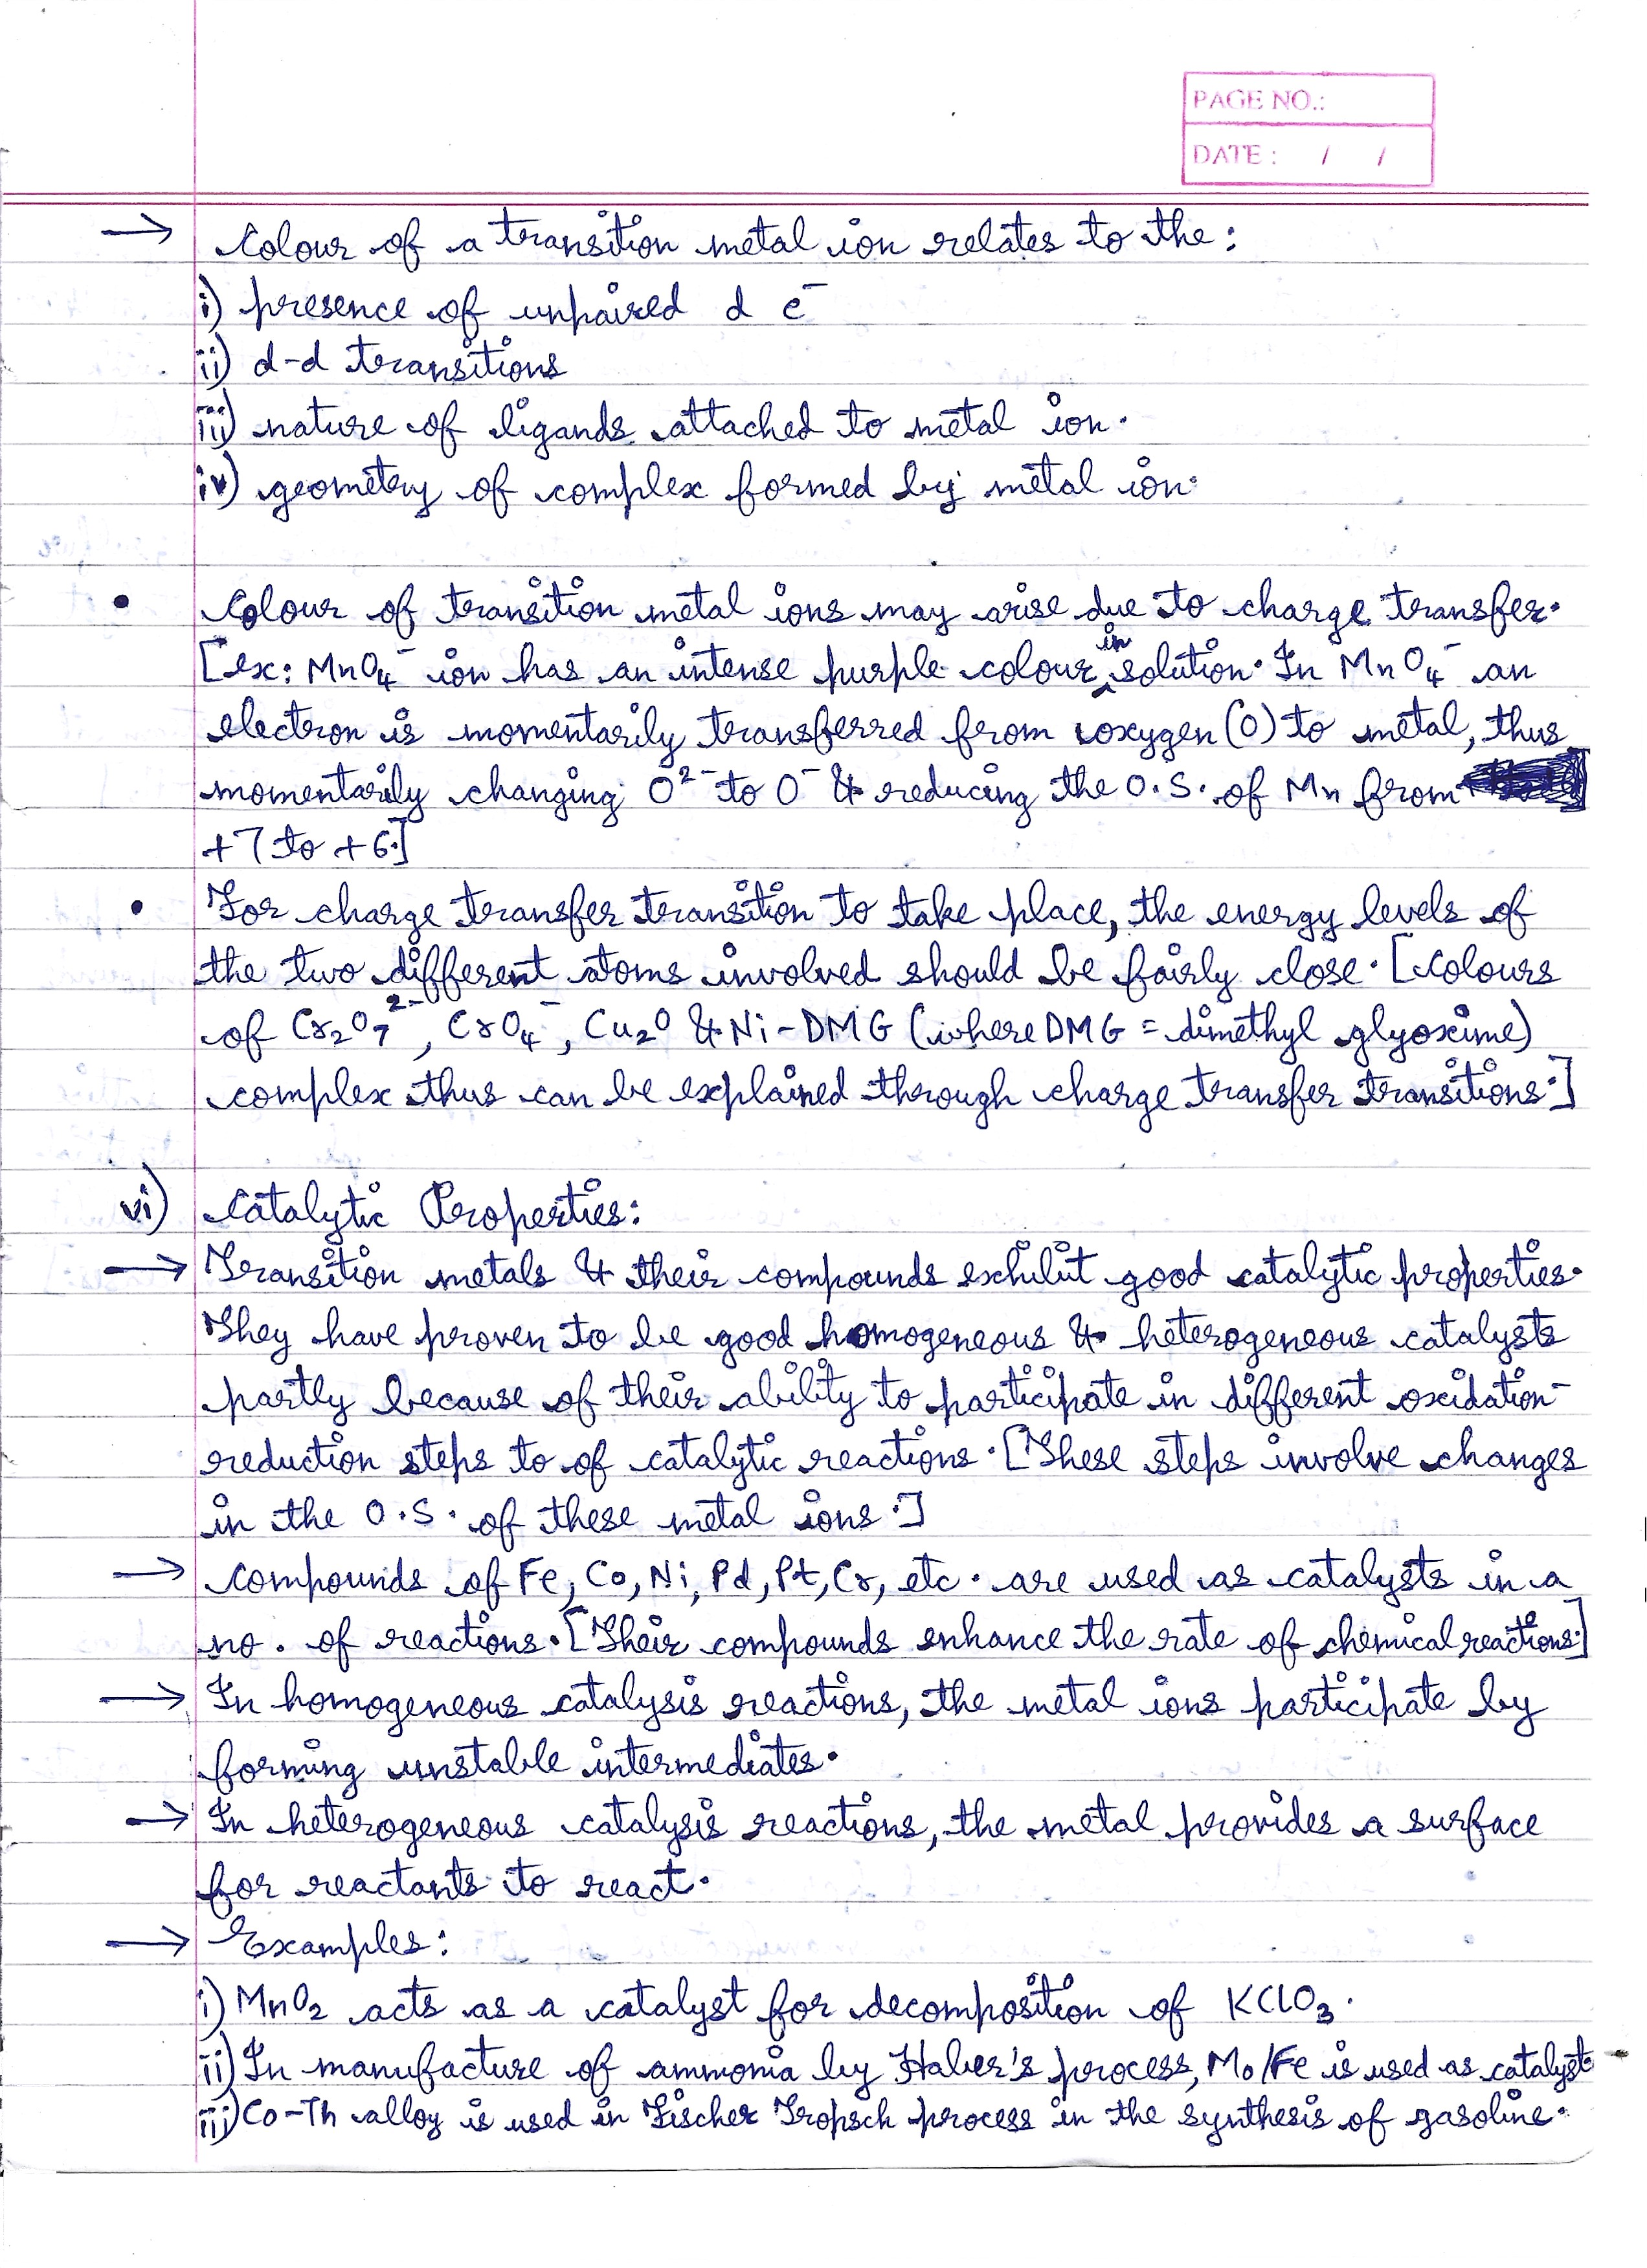 PAGE NO.:
DATE : / /
→ Colour of a transition metal ion relates to the:
i) presence of unpaired d e⁻
ii) d-d transitions
iii) nature of ligands attached to metal ion.
iv) geometry of complex formed by metal ion.
• Colour of transition metal ions may arise due to charge transfer.
[ex: MnO₄⁻ ion has an intense purple colour in solution. In MnO₄⁻ an
electron is momentarily transferred from oxygen (O) to metal, thus
momentarily changing O²⁻ to O⁻ & reducing the O.S. of Mn from
+7 to +6.]
• For charge transfer transition to take place, the energy levels of
the two different atoms involved should be fairly close. [Colours
of Cr₂O₇²⁻, CrO₄⁻, Cu₂O & Ni-DMG (where DMG = dimethyl glyoxime)
complex thus can be explained through charge transfer transitions.]
vi) Catalytic Properties:
→ Transition metals & their compounds exhibit good catalytic properties.
They have proven to be good homogeneous & heterogeneous catalysts
partly because of their ability to participate in different oxidation-
reduction steps to of catalytic reactions. [These steps involve changes
in the O.S. of these metal ions.]
→ Compounds of Fe, Co, Ni, Pd, Pt, Cr, etc. are used as catalysts in a
no. of reactions. [Their compounds enhance the rate of chemical reactions.]
→ In homogeneous catalysis reactions, the metal ions participate by
forming unstable intermediates.
→ In heterogeneous catalysis reactions, the metal provides a surface
for reactants to react.
→ Examples:
i) MnO₂ acts as a catalyst for decomposition of KClO₃.
ii) In manufacture of ammonia by Haber's process, Mo/Fe is used as catalyst
iii) Co-Th alloy is used in Fischer Tropsch process in the synthesis of gasoline.